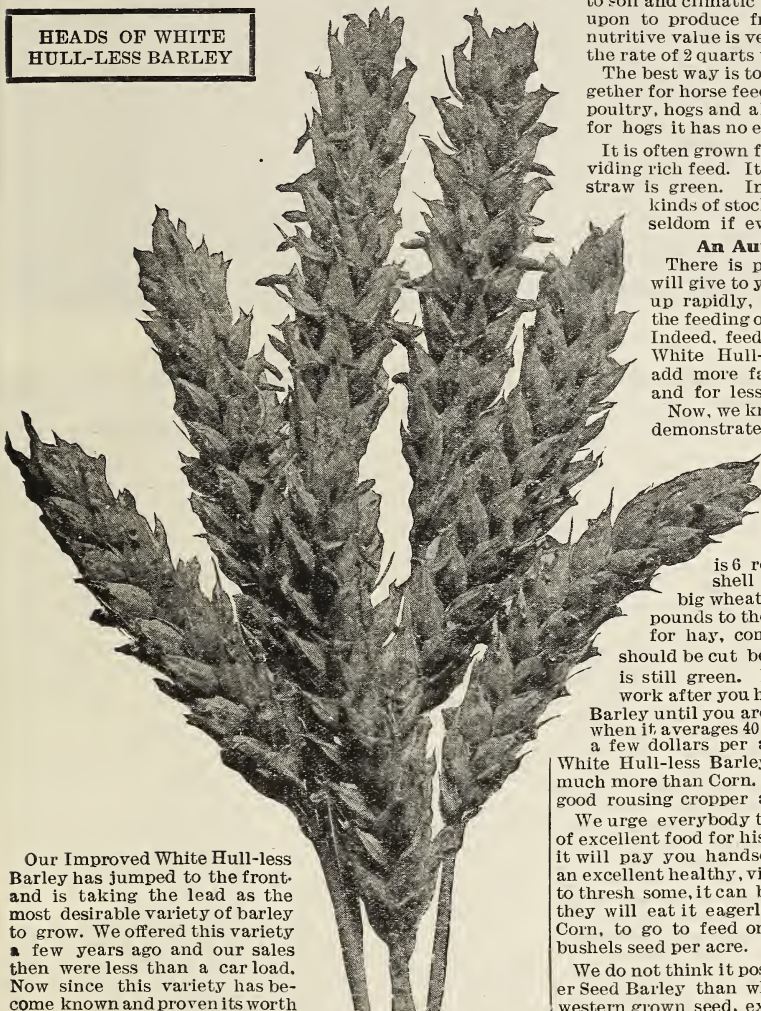 HEADS OF WHITE
HULL-LESS BARLEY
Our Improved White Hull-less
Barley has jumped to the front
and is taking the lead as the
most desirable variety of barley
to grow. We offered this variety
a few years ago and our sales
then were less than a car load.
Now since this variety has be-
come known and proven its worth
to soil and climatic
upon to produce fr
nutritive value is ve
the rate of 2 quarts
The best way is to
gether for horse fee
poultry, hogs and a
for hogs it has no e
It is often grown f
viding rich feed. It
straw is green. In
kinds of stoc
seldom if ev
An Au
There is p
will give to y
up rapidly,
the feeding o
Indeed, feed
White Hull-
add more fa
and for less
Now, we kn
demonstrate
is 6 r
shell
big wheat
pounds to the
for hay, con
should be cut be
is still green.
work after you h
Barley until you are
when it averages 40
a few dollars per a
White Hull-less Barley
much more than Corn.
good rousing cropper a
We urge everybody t
of excellent food for his
it will pay you hands
an excellent healthy, vi
to thresh some, it can b
they will eat it eagerl
Corn, to go to feed or
bushels seed per acre.
We do not think it pos
er Seed Barley than wh
western grown seed, ex